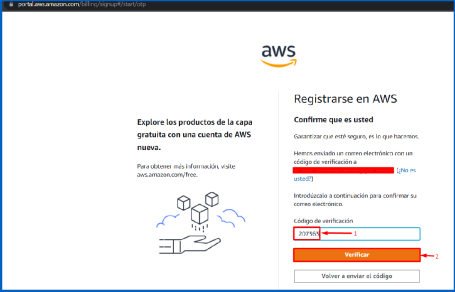 portal.aws.amazon.com/billing/signup#/start/otp
aws
Registrarse en AWS
Explore los productos de la capa
gratuita con una cuenta de AWS
nueva.
Para obtener más información, visite
aws.amazon.com/free.
Confirme que es usted
Garantizar que esté seguro, es lo que hacemos.
Hemos enviado un correo electrónico con un
código de verificación a
(¿No es
usted?)
Introdúzcalo a continuación para confirmar su
correo electrónico.
Código de verificación
1
Verificar
2
Volver a enviar el código